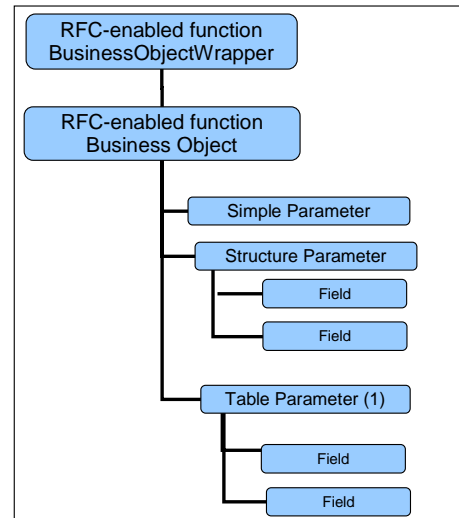 RFC-enabled function
BusinessObjectWrapper
RFC-enabled function
Business Object
Simple Parameter
Structure Parameter
Field
Field
Table Parameter (1)
Field
Field